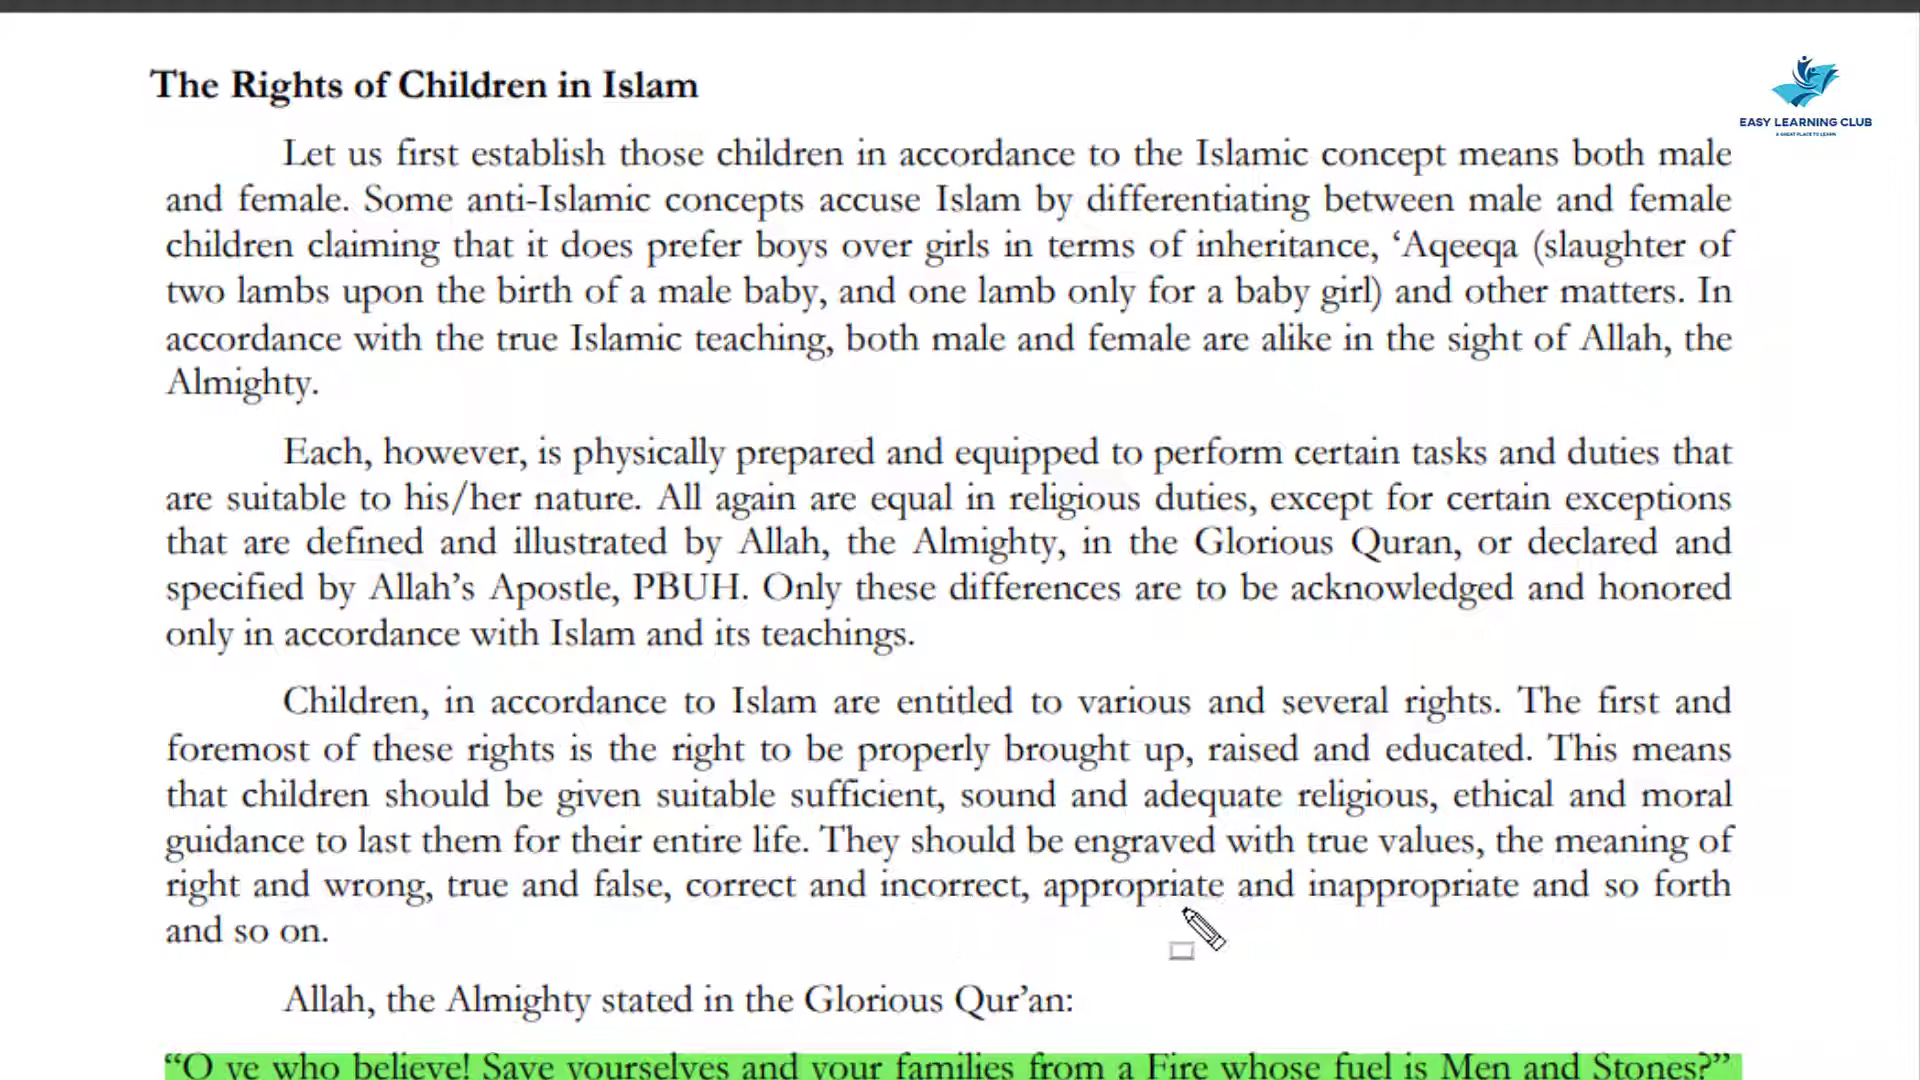 The Rights of Children in Islam
EASY LEARNING CLUB
A GREAT PLACE TO LEARN
Let us first establish those children in accordance to the Islamic concept means both male
and female. Some anti-Islamic concepts accuse Islam by differentiating between male and female
children claiming that it does prefer boys over girls in terms of inheritance, ‘Aqeeqa (slaughter of
two lambs upon the birth of a male baby, and one lamb only for a baby girl) and other matters. In
accordance with the true Islamic teaching, both male and female are alike in the sight of Allah, the
Almighty.
Each, however, is physically prepared and equipped to perform certain tasks and duties that
are suitable to his/her nature. All again are equal in religious duties, except for certain exceptions
that are defined and illustrated by Allah, the Almighty, in the Glorious Quran, or declared and
specified by Allah’s Apostle, PBUH. Only these differences are to be acknowledged and honored
only in accordance with Islam and its teachings.
Children, in accordance to Islam are entitled to various and several rights. The first and
foremost of these rights is the right to be properly brought up, raised and educated. This means
that children should be given suitable sufficient, sound and adequate religious, ethical and moral
guidance to last them for their entire life. They should be engraved with true values, the meaning of
right and wrong, true and false, correct and incorrect, appropriate and inappropriate and so forth
and so on.
Allah, the Almighty stated in the Glorious Qur’an:
“O ye who believe! Save yourselves and your families from a Fire whose fuel is Men and Stones?”